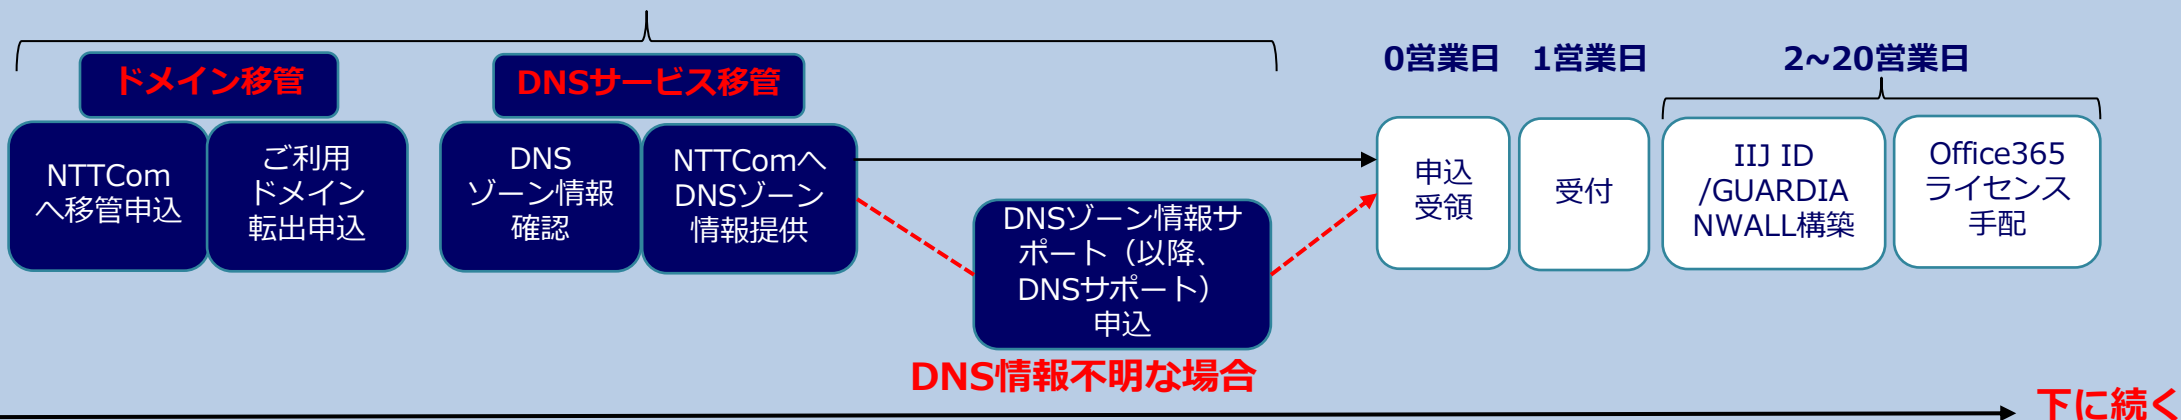 0営業日
1営業日
2~20営業日
ドメイン移管
DNSサービス移管
NTTCom
へ移管申込
ご利用
ドメイン
転出申込
DNS
ゾーン情報
確認
NTTComへ
DNSゾーン
情報提供
DNSゾーン情報サ
ポート（以降、
DNSサポート）
申込
申込
受領
受付
IIJ ID
/GUARDIA
NWALL構築
Office365
ライセンス
手配
DNS情報不明な場合
下に続く